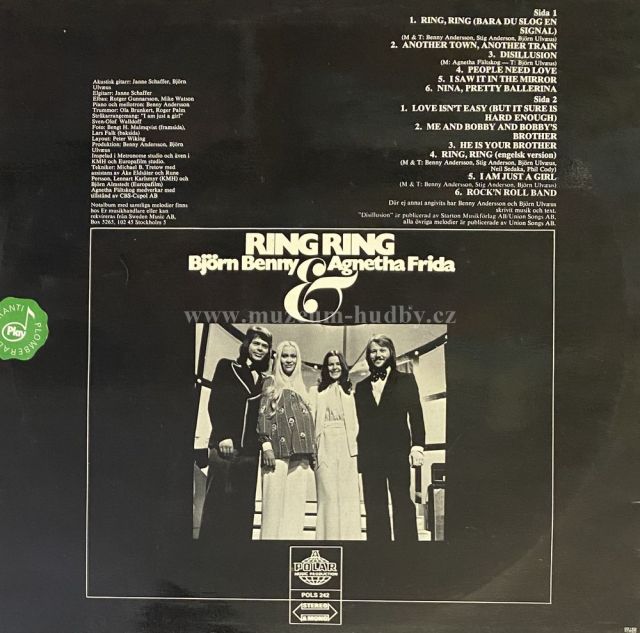 Akustisk gitarr: Janne Schaffer, Björn
Ulvæus
Elgitarr: Janne Schaffer
Elbas: Rutger Gunnarsson, Mike Watson
Piano och mellotron: Benny Andersson
Trummor: Ola Brunkert, Roger Palm
Stråkarrangemang: "I am just a girl"
Sven-Olof Walldoff
Foto: Bengt H. Malmqvist (framsida),
Lars Falk (baksida)
Layout: Peter Wiking
Produktion: Benny Andersson, Björn
Ulvæus
Inspelad i Metronome studio och även i
KMH och Europafilm studio.
Tekniker: Michael B. Tretow med
assistans av Åke Eldsäter och Rune
Persson, Lennart Karlsmyr (KMH) och
Björn Almstedt (Europafilm)
Agnetha Fältskog medverkar med
tillstånd av CBS-Cupol AB
Notalbum med samtliga melodier finns
hos Er musikhandlare eller kan
rekvireras från Sweden Music AB,
Box 5265, 102 45 Stockholm 5
Sida 1
1. RING, RING (BARA DU SLOG EN
SIGNAL)
(M & T: Benny Andersson, Stig Anderson, Björn Ulvæus)
2. ANOTHER TOWN, ANOTHER TRAIN
3. DISILLUSION
(M: Agnetha Fältskog — T: Björn Ulvæus)
4. PEOPLE NEED LOVE
5. I SAW IT IN THE MIRROR
6. NINA, PRETTY BALLERINA
Sida 2
1. LOVE ISN'T EASY (BUT IT SURE IS
HARD ENOUGH)
2. ME AND BOBBY AND BOBBY'S
BROTHER
3. HE IS YOUR BROTHER
4. RING, RING (engelsk version)
(M & T: Benny Andersson, Stig Anderson, Björn Ulvæus,
Neil Sedaka, Phil Cody)
5. I AM JUST A GIRL
(M & T: Benny Andersson, Stig Anderson, Björn Ulvæus)
6. ROCK'N ROLL BAND
Där ej annat angivits har Benny Andersson och Björn Ulvæus
skrivit musik och text.
"Disillusion" är publicerad av Starton Musikförlag AB/Union Songs AB,
alla övriga melodier är publicerade av Union Songs AB.
RING RING
Björn Benny & Agnetha Frida
www.muzeum-hudby.cz
Play
PLOMBERAD
A
POLAR
MUSIC PRODUCTION
POLS 242
STEREO
Ä MONO